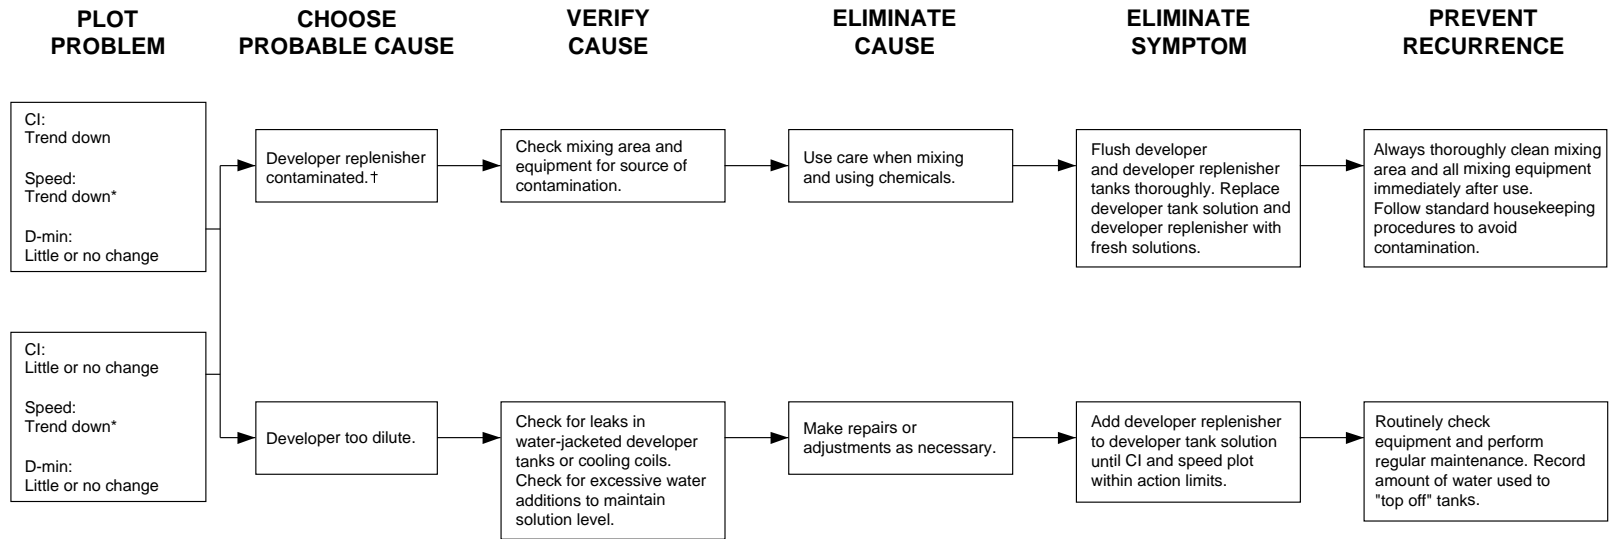 PLOT
PROBLEM
CHOOSE
PROBABLE CAUSE
VERIFY
CAUSE
ELIMINATE
CAUSE
ELIMINATE
SYMPTOM
PREVENT
RECURRENCE
CI:
Trend down
Speed:
Trend down*
D-min:
Little or no change
Developer replenisher
contaminated.†
Check mixing area and
equipment for source of
contamination.
Use care when mixing
and using chemicals.
Flush developer
and developer replenisher
tanks thoroughly. Replace
developer tank solution and
developer replenisher with
fresh solutions.
Always thoroughly clean mixing
area and all mixing equipment
immediately after use.
Follow standard housekeeping
procedures to avoid
contamination.
CI:
Little or no change
Speed:
Trend down*
D-min:
Little or no change
Developer too dilute.
Check for leaks in
water-jacketed developer
tanks or cooling coils.
Check for excessive water
additions to maintain
solution level.
Make repairs or
adjustments as necessary.
Add developer replenisher
to developer tank solution
until CI and speed plot
within action limits.
Routinely check
equipment and perform
regular maintenance. Record
amount of water used to
"top off" tanks.